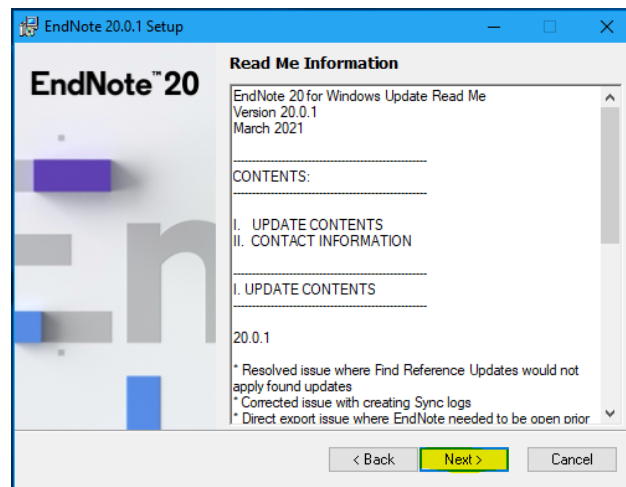 EndNote 20.0.1 Setup
EndNote™20
Read Me Information
EndNote 20 for Windows Update Read Me
Version 20.0.1
March 2021
------------------------------------------------------------
CONTENTS:
------------------------------------------------------------
I. UPDATE CONTENTS
II. CONTACT INFORMATION
------------------------------------------------------------
I. UPDATE CONTENTS
------------------------------------------------------------
20.0.1
* Resolved issue where Find Reference Updates would not
apply found updates
* Corrected issue with creating Sync logs
* Direct export issue where EndNote needed to be open prior
< Back Next > Cancel